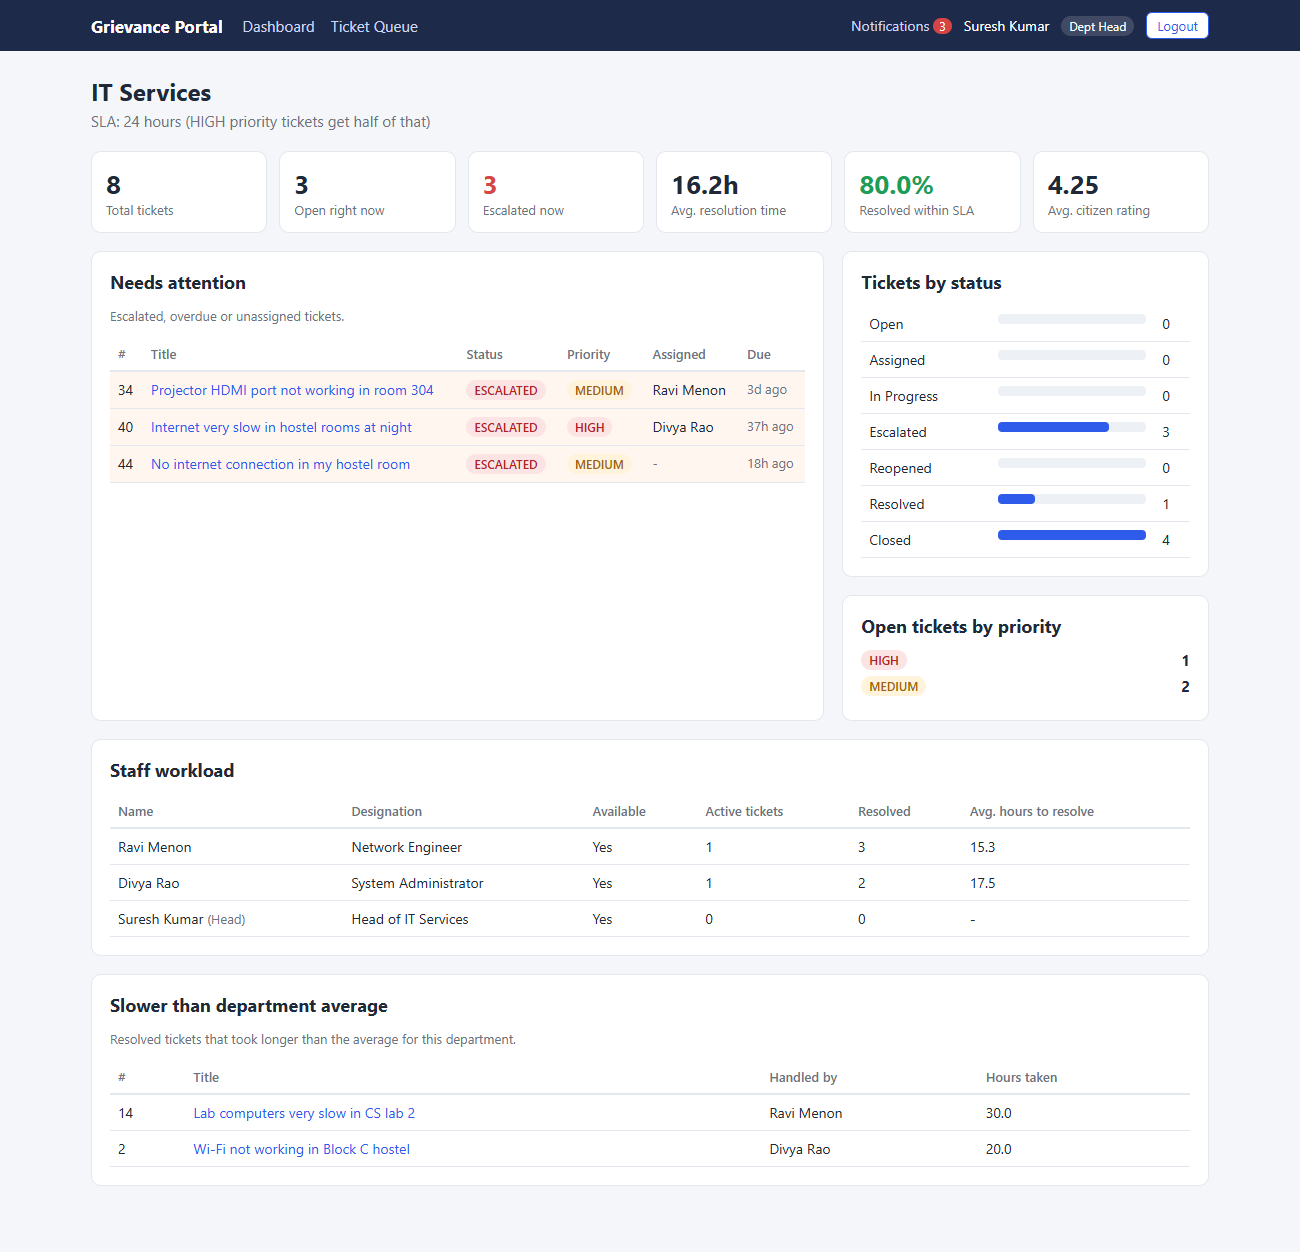 Grievance Portal Dashboard Ticket Queue Notifications 3 Suresh Kumar Dept Head Logout
IT Services
SLA: 24 hours (HIGH priority tickets get half of that)
8
Total tickets
3
Open right now
3
Escalated now
16.2h
Avg. resolution time
80.0%
Resolved within SLA
4.25
Avg. citizen rating
Needs attention
Escalated, overdue or unassigned tickets.
# Title Status Priority Assigned Due
34 Projector HDMI port not working in room 304 ESCALATED MEDIUM Ravi Menon 3d ago
40 Internet very slow in hostel rooms at night ESCALATED HIGH Divya Rao 37h ago
44 No internet connection in my hostel room ESCALATED MEDIUM - 18h ago
Tickets by status
Open 0
Assigned 0
In Progress 0
Escalated 3
Reopened 0
Resolved 1
Closed 4
Open tickets by priority
HIGH 1
MEDIUM 2
Staff workload
Name Designation Available Active tickets Resolved Avg. hours to resolve
Ravi Menon Network Engineer Yes 1 3 15.3
Divya Rao System Administrator Yes 1 2 17.5
Suresh Kumar (Head) Head of IT Services Yes 0 0 -
Slower than department average
Resolved tickets that took longer than the average for this department.
# Title Handled by Hours taken
14 Lab computers very slow in CS lab 2 Ravi Menon 30.0
2 Wi-Fi not working in Block C hostel Divya Rao 20.0